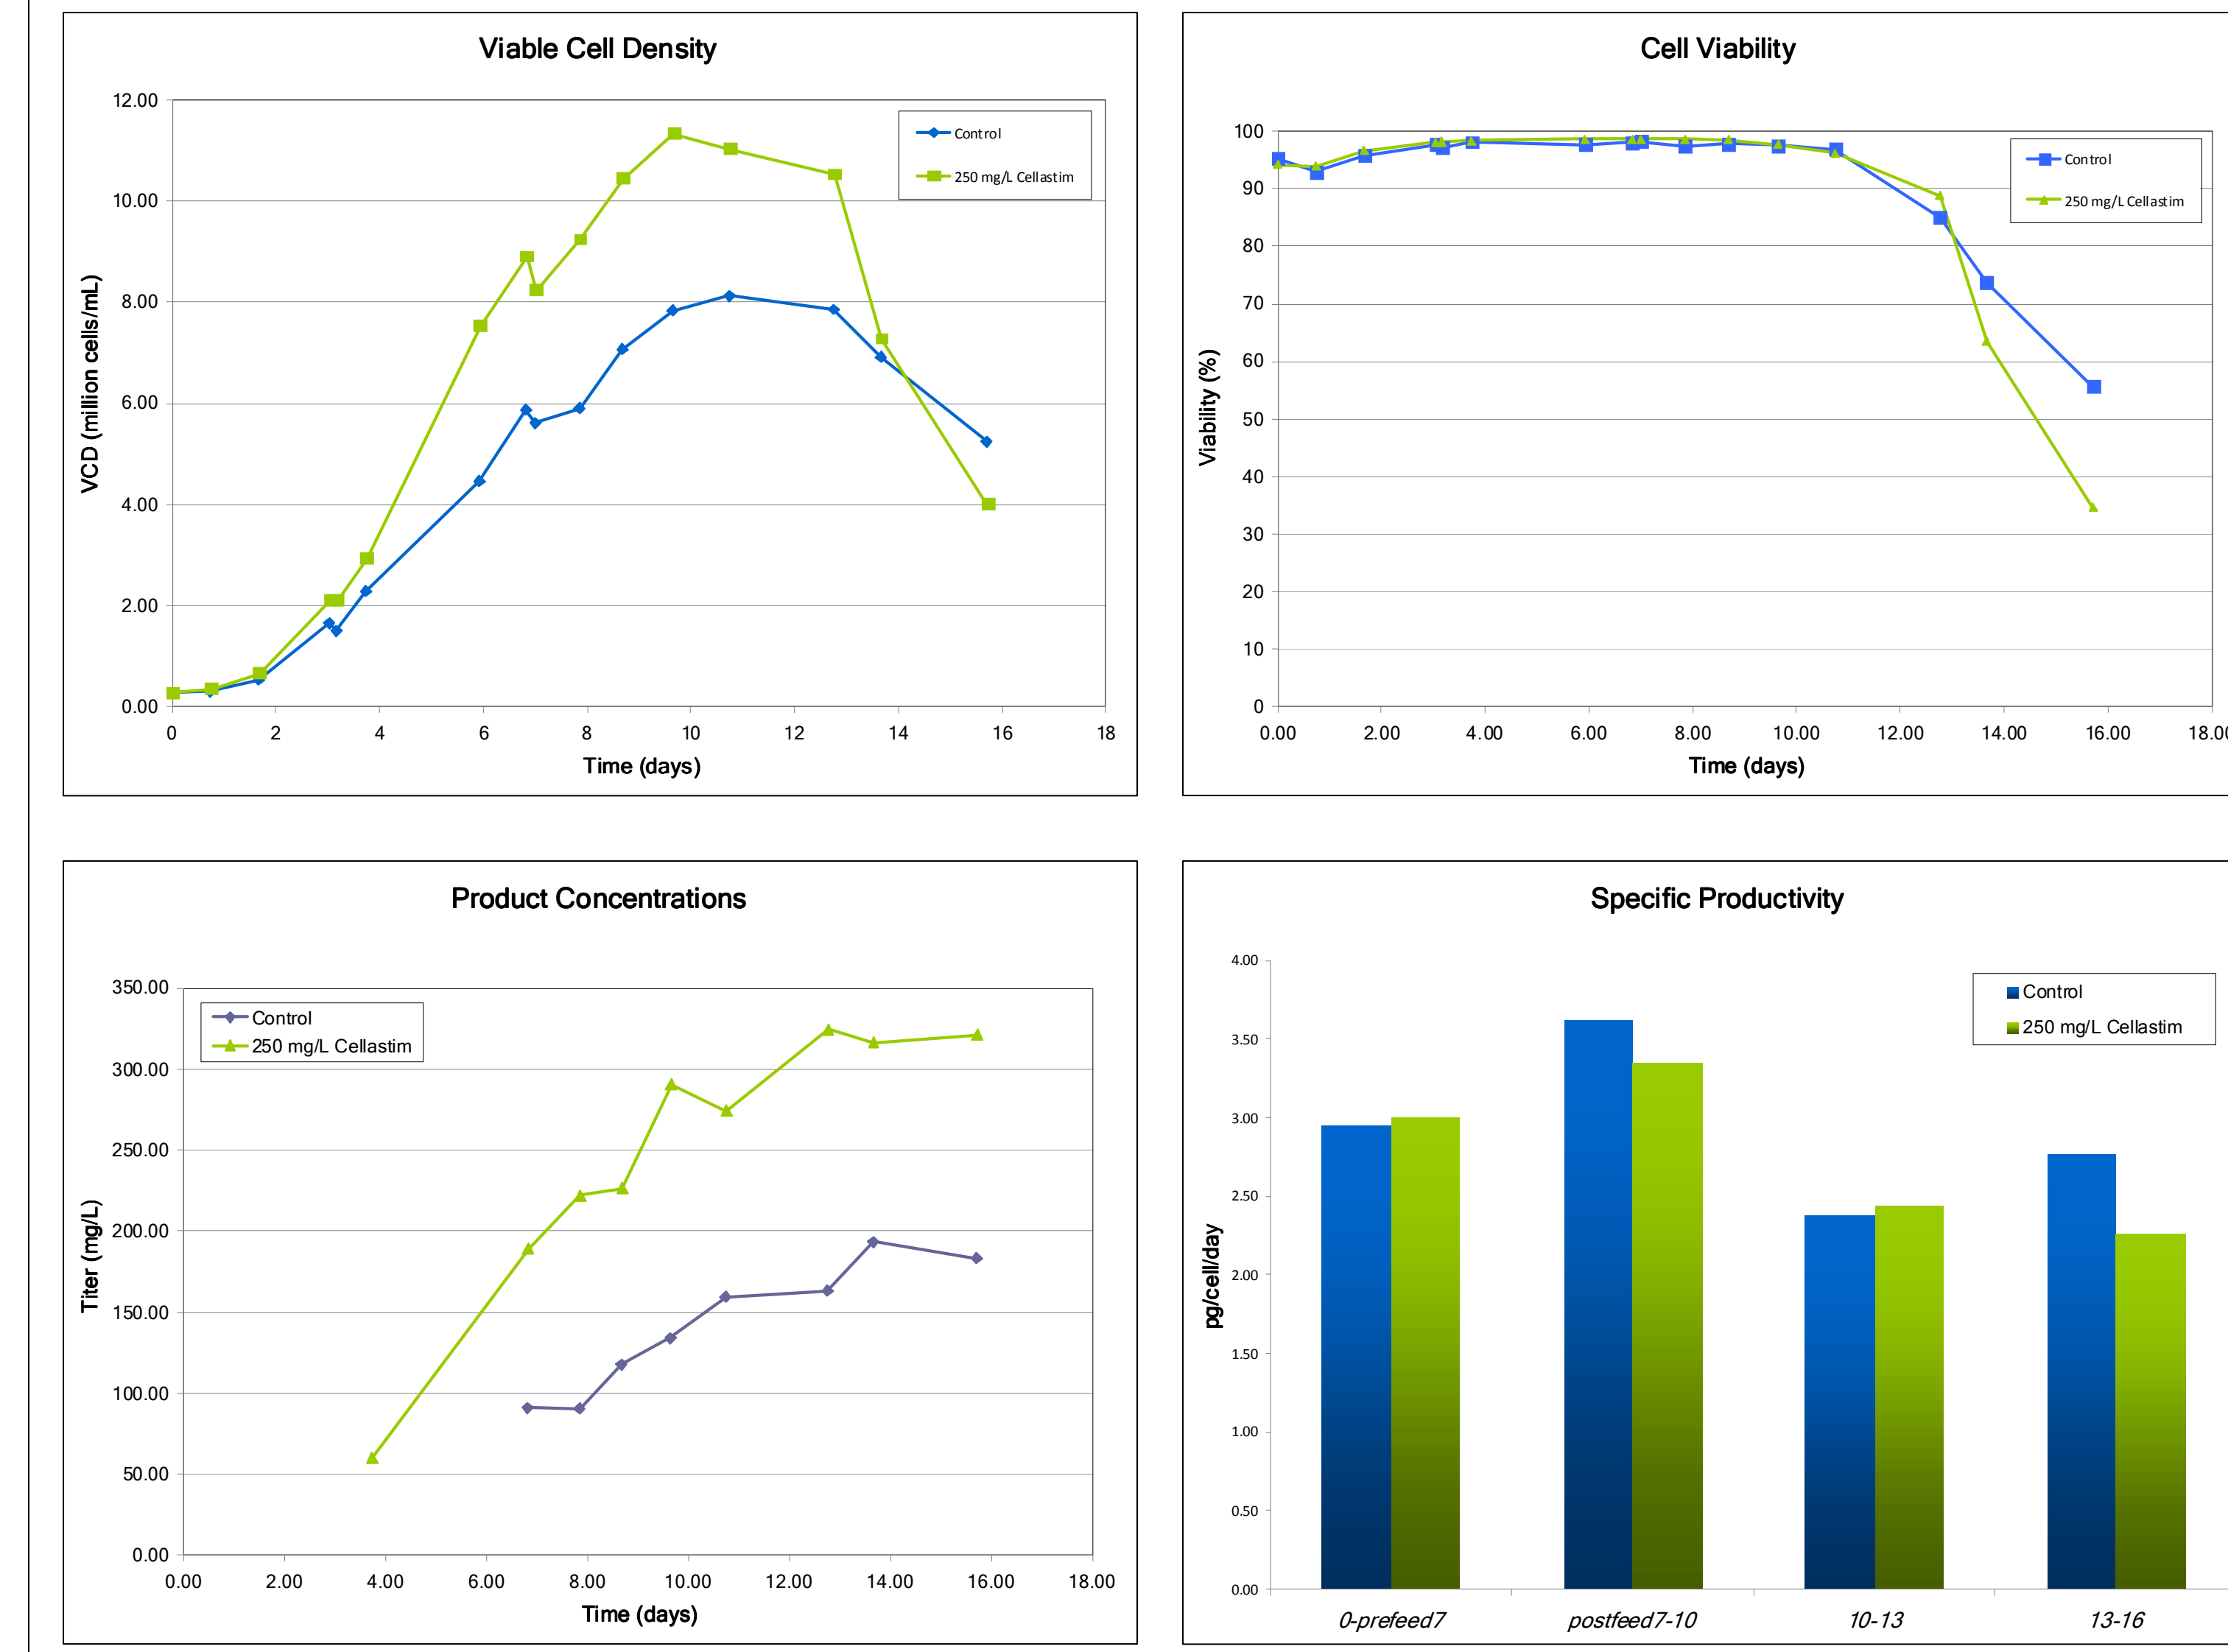 Viable Cell Density
12.00
10.00
8.00
6.00
4.00
2.00
0.00
VCD (million cells/mL)
Control
250 mg/L Cellastim
0 2 4 6 8 10 12 14 16 18
Time (days)
Cell Viability
100
90
80
70
60
50
40
30
20
10
0
Viability (%)
Control
250 mg/L Cellastim
0.00 2.00 4.00 6.00 8.00 10.00 12.00 14.00 16.00 18.00
Time (days)
Product Concentrations
350.00
300.00
250.00
200.00
150.00
100.00
50.00
0.00
Titer (mg/L)
Control
250 mg/L Cellastim
0.00 2.00 4.00 6.00 8.00 10.00 12.00 14.00 16.00 18.00
Time (days)
Specific Productivity
4.00
3.50
3.00
2.50
2.00
1.50
1.00
0.50
0.00
pg/cell/day
Control
250 mg/L Cellastim
0-prefeed7 postfeed7-10 10-13 13-16